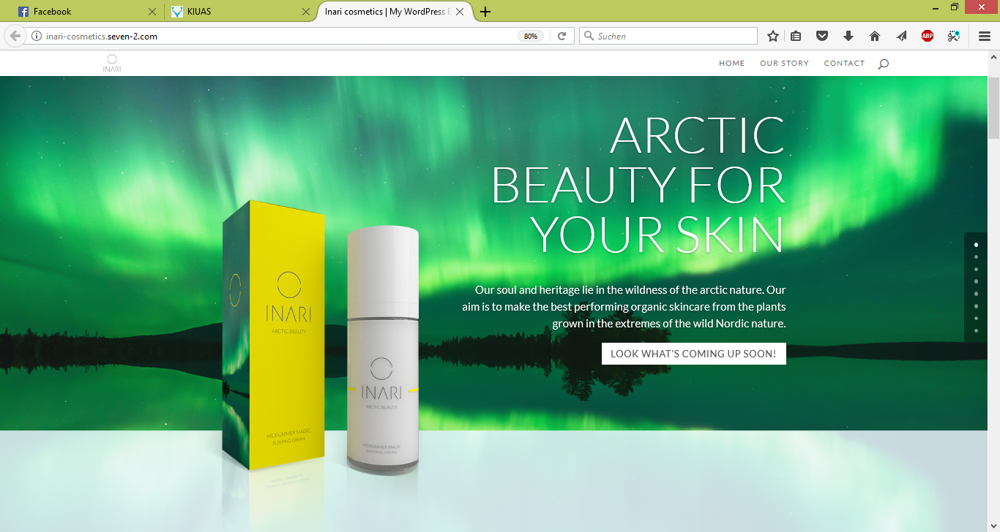 Facebook
KIUAS
Inari cosmetics | My WordPress
inari-cosmetics.seven-2.com
80%
Suchen
ABP
INARI
HOME
OUR STORY
CONTACT
ARCTIC
BEAUTY FOR
YOUR SKIN
Our soul and heritage lie in the wildness of the arctic nature. Our
aim is to make the best performing organic skincare from the plants
grown in the extremes of the wild Nordic nature.
LOOK WHAT'S COMING UP SOON!
INARI
ARCTIC BEAUTY
MIDSUMMER MAGIC
SLEEPING CREAM
INARI
ARCTIC BEAUTY
MIDSUMMER MAGIC
SLEEPING CREAM